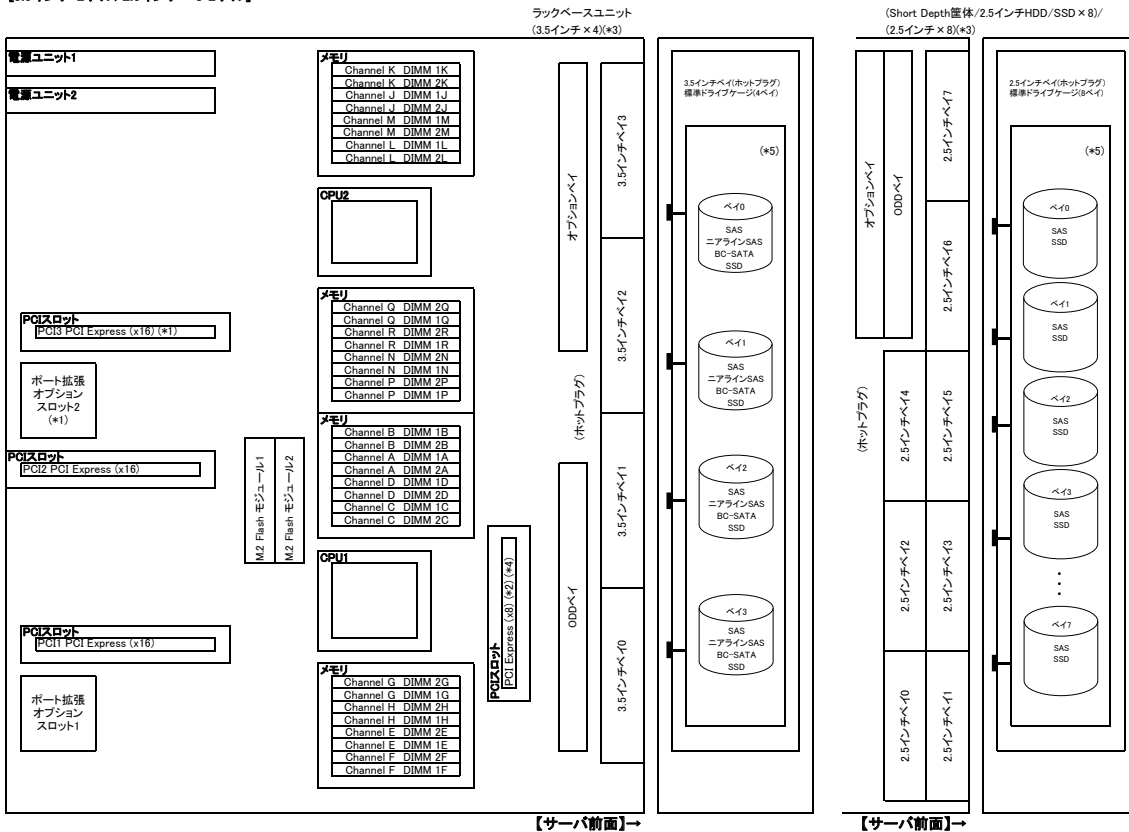 ラックベースユニット
(3.5インチ×4)(*3)
(Short Depth筐体/2.5インチHDD/SSD×8)/
(2.5インチ×8)(*3)
電源ユニット1
電源ユニット2
メモリ
Channel K DIMM 1K
Channel K DIMM 2K
Channel J DIMM 1J
Channel J DIMM 2J
Channel M DIMM 1M
Channel M DIMM 2M
Channel L DIMM 1L
Channel L DIMM 2L
CPU2
メモリ
Channel Q DIMM 2Q
Channel Q DIMM 1Q
Channel R DIMM 2R
Channel R DIMM 1R
Channel N DIMM 2N
Channel N DIMM 1N
Channel P DIMM 2P
Channel P DIMM 1P
PCIスロット
PCI3 PCI Express (x16) (*1)
ポート拡張
オプション
スロット2
(*1)
メモリ
Channel B DIMM 1B
Channel B DIMM 2B
Channel A DIMM 1A
Channel A DIMM 2A
Channel D DIMM 1D
Channel D DIMM 2D
Channel C DIMM 1C
Channel C DIMM 2C
PCIスロット
PCI2 PCI Express (x16)
M.2 Flash モジュール1
M.2 Flash モジュール2
CPU1
PCIスロット
PCI Express (x8) (*2) (*4)
PCIスロット
PCI1 PCI Express (x16)
ポート拡張
オプション
スロット1
メモリ
Channel G DIMM 2G
Channel G DIMM 1G
Channel H DIMM 2H
Channel H DIMM 1H
Channel E DIMM 2E
Channel E DIMM 1E
Channel F DIMM 2F
Channel F DIMM 1F
オプションベイ
(ホットプラグ)
ODDベイ
3.5インチベイ3
3.5インチベイ2
3.5インチベイ1
3.5インチベイ0
【サーバ前面】→
3.5インチベイ(ホットプラグ)
標準ドライブケージ(4ベイ)
(*5)
ベイ0
SAS
ニアラインSAS
BC-SATA
SSD
ベイ1
SAS
ニアラインSAS
BC-SATA
SSD
ベイ2
SAS
ニアラインSAS
BC-SATA
SSD
ベイ3
SAS
ニアラインSAS
BC-SATA
SSD
オプションベイ
ODDベイ
(ホットプラグ)
2.5インチベイ7
2.5インチベイ6
2.5インチベイ4
2.5インチベイ5
2.5インチベイ2
2.5インチベイ3
2.5インチベイ0
2.5インチベイ1
【サーバ前面】→
2.5インチベイ(ホットプラグ)
標準ドライブケージ(8ベイ)
(*5)
ベイ0
SAS
SSD
ベイ1
SAS
SSD
ベイ2
SAS
SSD
ベイ3
SAS
SSD
ベイ7
SAS
SSD